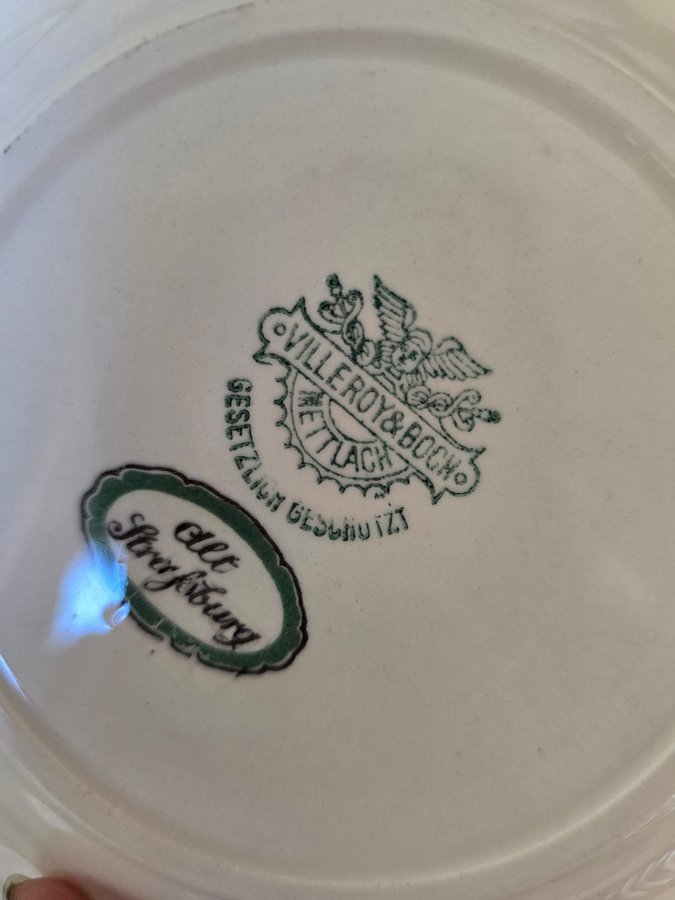 VILLEROY & BOCH
METTLACH
GESETZLICH GESCHÜTZT
Alt
Straßburg